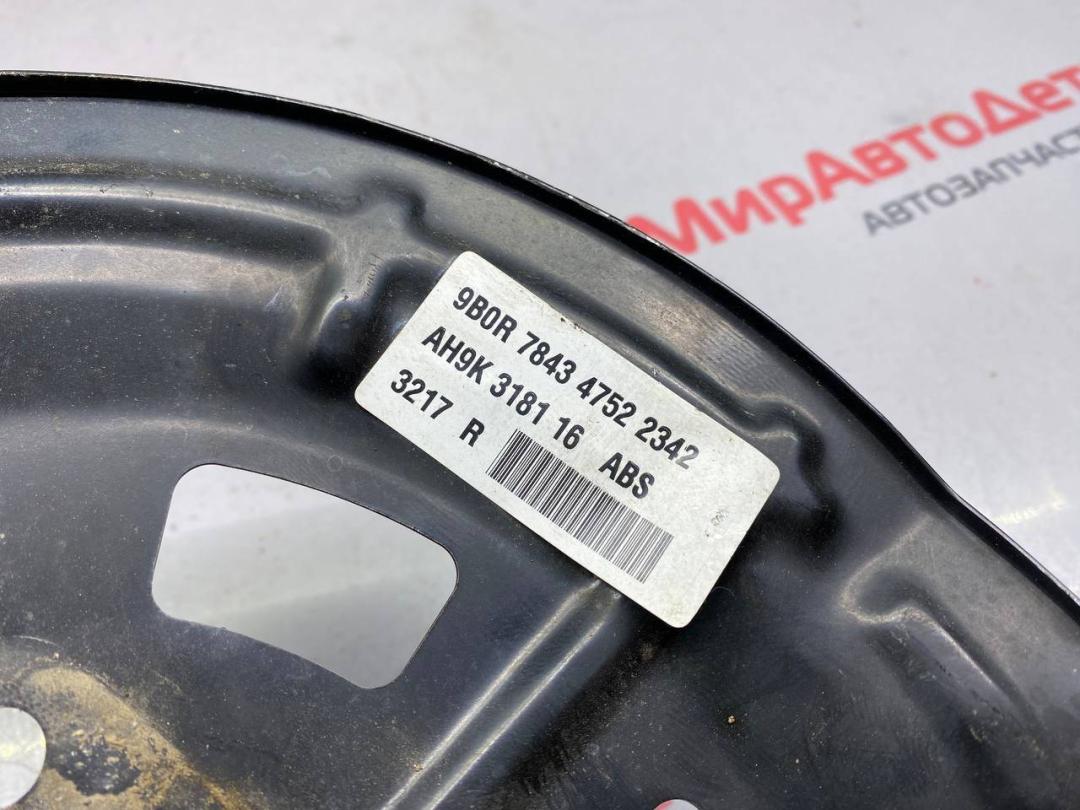 МирАвтоДет
АВТОЗАПЧАСТ
9B0R 7843 4752 2342
AH9K 3181 16 ABS
3217 R